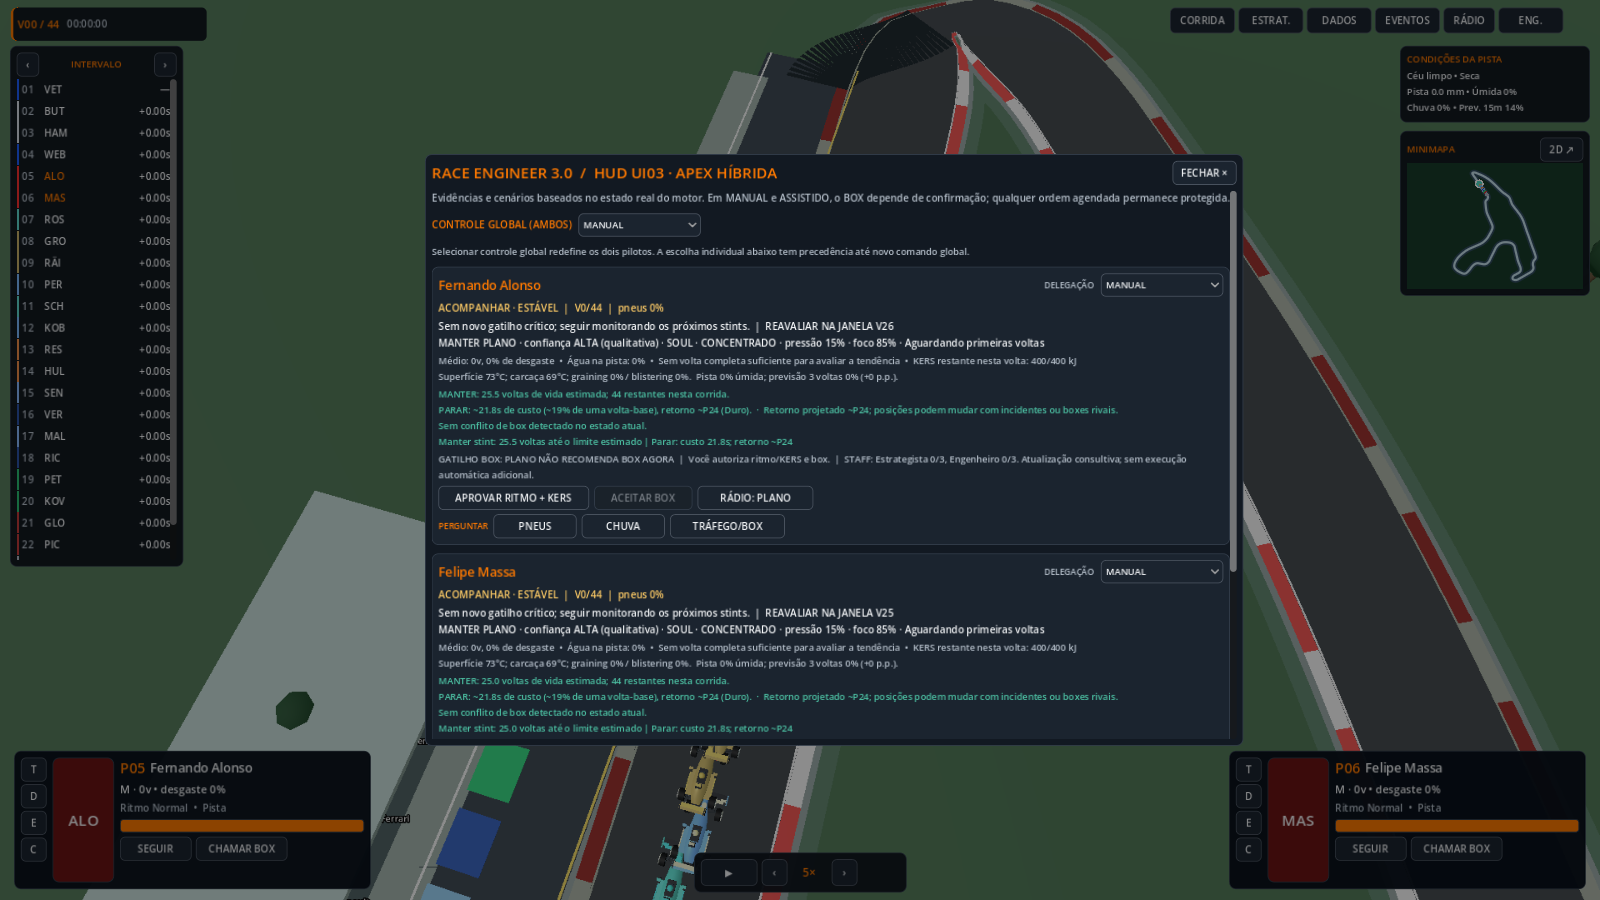 V00 / 44 00:00:00
CORRIDA ESTRAT. DADOS EVENTOS RÁDIO ENG.
‹ INTERVALO ›
01 VET —
02 BUT +0.00s
03 HAM +0.00s
04 WEB +0.00s
05 ALO +0.00s
06 MAS +0.00s
07 ROS +0.00s
08 GRO +0.00s
09 RÄI +0.00s
10 PER +0.00s
11 SCH +0.00s
12 KOB +0.00s
13 RES +0.00s
14 HUL +0.00s
15 SEN +0.00s
16 VER +0.00s
17 MAL +0.00s
18 RIC +0.00s
19 PET +0.00s
20 KOV +0.00s
21 GLO +0.00s
22 PIC +0.00s
CONDIÇÕES DA PISTA
Céu limpo • Seca
Pista 0.0 mm • Úmida 0%
Chuva 0% • Prev. 15m 14%
MINIMAPA 2D ↗
RACE ENGINEER 3.0 / HUD UI03 · APEX HÍBRIDA FECHAR ×
Evidências e cenários baseados no estado real do motor. Em MANUAL e ASSISTIDO, o BOX depende de confirmação; qualquer ordem agendada permanece protegida.
CONTROLE GLOBAL (AMBOS) MANUAL
Selecionar controle global redefine os dois pilotos. A escolha individual abaixo tem precedência até novo comando global.
Fernando Alonso DELEGAÇÃO MANUAL
ACOMPANHAR · ESTÁVEL | V0/44 | pneus 0%
Sem novo gatilho crítico; seguir monitorando os próximos stints. | REAVALIAR NA JANELA V26
MANTER PLANO · confiança ALTA (qualitativa) · SOUL · CONCENTRADO · pressão 15% · foco 85% · Aguardando primeiras voltas
Médio: 0v, 0% de desgaste • Água na pista: 0% • Sem volta completa suficiente para avaliar a tendência • KERS restante nesta volta: 400/400 kJ
Superfície 73°C; carcaça 69°C; graining 0% / blistering 0%. Pista 0% úmida; previsão 3 voltas 0% (+0 p.p.).
MANTER: 25.5 voltas de vida estimada; 44 restantes nesta corrida.
PARAR: ~21.8s de custo (~19% de uma volta-base), retorno ~P24 (Duro). · Retorno projetado ~P24; posições podem mudar com incidentes ou boxes rivais.
Sem conflito de box detectado no estado atual.
Manter stint: 25.5 voltas até o limite estimado | Parar: custo 21.8s; retorno ~P24
GATILHO BOX: PLANO NÃO RECOMENDA BOX AGORA | Você autoriza ritmo/KERS e box. | STAFF: Estrategista 0/3, Engenheiro 0/3. Atualização consultiva; sem execução
automática adicional.
APROVAR RITMO + KERS ACEITAR BOX RÁDIO: PLANO
PERGUNTAR PNEUS CHUVA TRÁFEGO/BOX
Felipe Massa DELEGAÇÃO MANUAL
ACOMPANHAR · ESTÁVEL | V0/44 | pneus 0%
Sem novo gatilho crítico; seguir monitorando os próximos stints. | REAVALIAR NA JANELA V25
MANTER PLANO · confiança ALTA (qualitativa) · SOUL · CONCENTRADO · pressão 15% · foco 85% · Aguardando primeiras voltas
Médio: 0v, 0% de desgaste • Água na pista: 0% • Sem volta completa suficiente para avaliar a tendência • KERS restante nesta volta: 400/400 kJ
Superfície 73°C; carcaça 69°C; graining 0% / blistering 0%. Pista 0% úmida; previsão 3 voltas 0% (+0 p.p.).
MANTER: 25.0 voltas de vida estimada; 44 restantes nesta corrida.
PARAR: ~21.8s de custo (~19% de uma volta-base), retorno ~P24 (Duro). · Retorno projetado ~P24; posições podem mudar com incidentes ou boxes rivais.
Sem conflito de box detectado no estado atual.
Manter stint: 25.0 voltas até o limite estimado | Parar: custo 21.8s; retorno ~P24
Ferrari
T D E C
ALO
P05 Fernando Alonso
M · 0v • desgaste 0%
Ritmo Normal • Pista
SEGUIR CHAMAR BOX
▶ ‹ 5× ›
T D E C
MAS
P06 Felipe Massa
M · 0v • desgaste 0%
Ritmo Normal • Pista
SEGUIR CHAMAR BOX